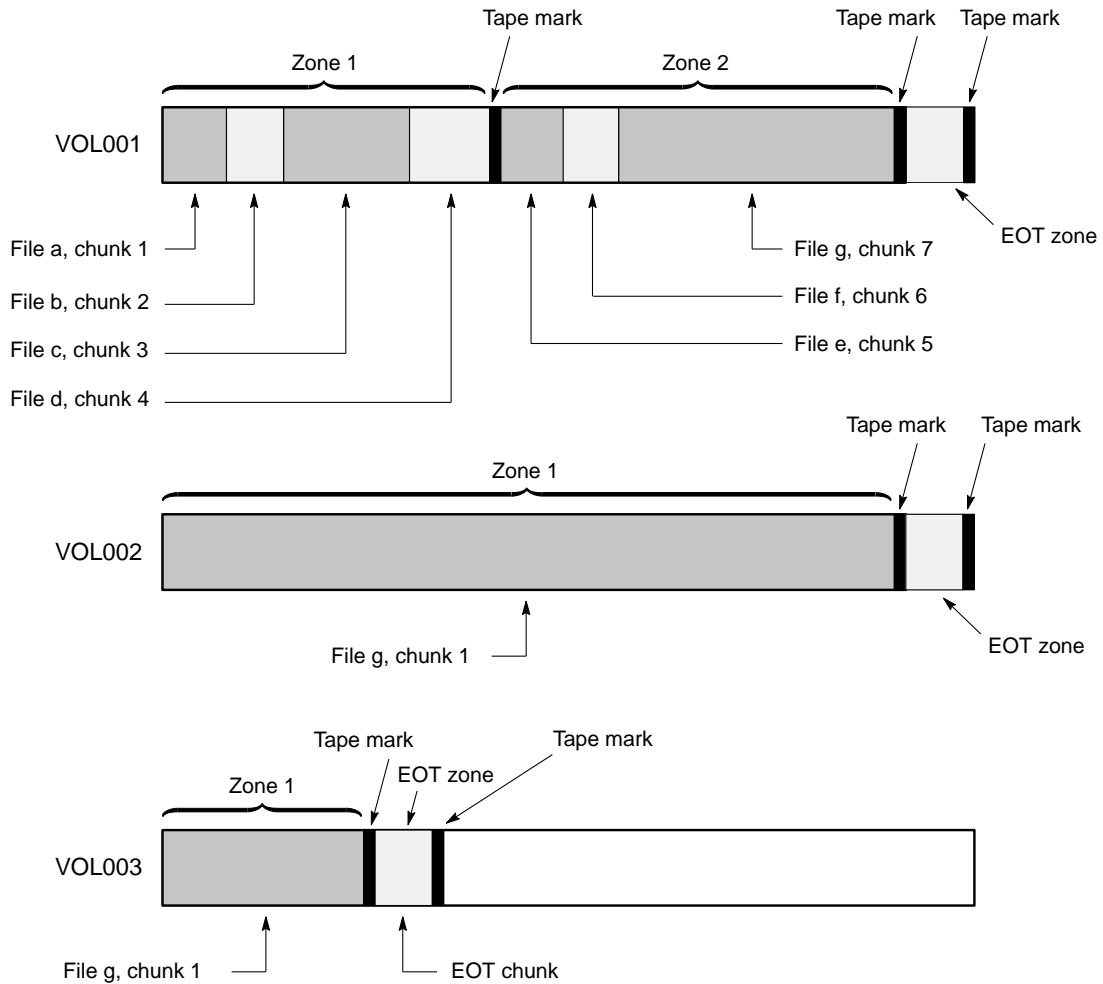 Tape mark
Tape mark
Tape mark
Zone 1
Zone 2
VOL001
EOT zone
File a, chunk 1
File g, chunk 7
File b, chunk 2
File f, chunk 6
File c, chunk 3
File e, chunk 5
File d, chunk 4
Tape mark
Tape mark
Zone 1
VOL002
File g, chunk 1
EOT zone
Tape mark
Tape mark
EOT zone
Zone 1
VOL003
File g, chunk 1
EOT chunk